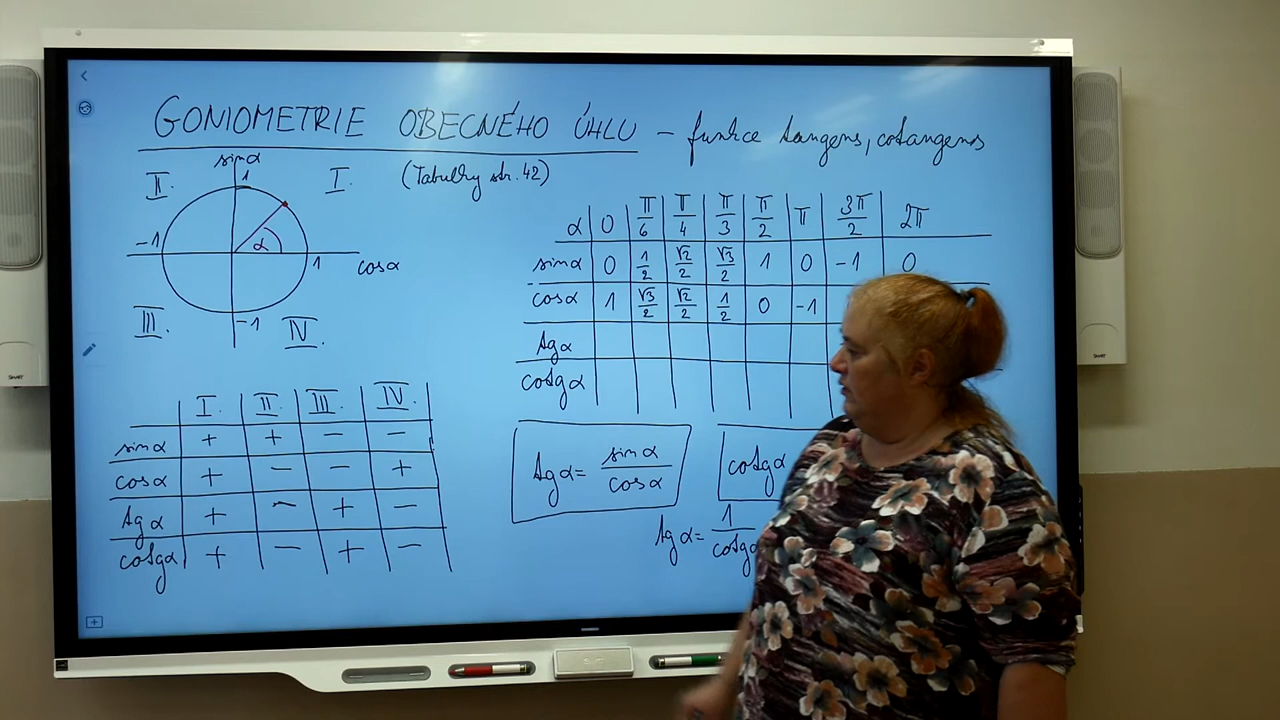 GONIOMETRIE OBECNÉHO ÚHLU – funkce tangens, cotangens
(Tabulky str. 42)
sin α
1
II. I.
α
-1 1 cos α
III. -1 IV.
α 0 π/6 π/4 π/3 π/2 π 3π/2 2π
sin α 0 1/2 √2/2 √3/2 1 0 -1 0
cos α 1 √3/2 √2/2 1/2 0 -1
tg α
cotg α
I. II. III. IV.
sin α + + − −
cos α + − − +
tg α + − + −
cotg α + − + −
tg α = sin α / cos α
cotg α
tg α = 1 / cotg α
SMART
SMART